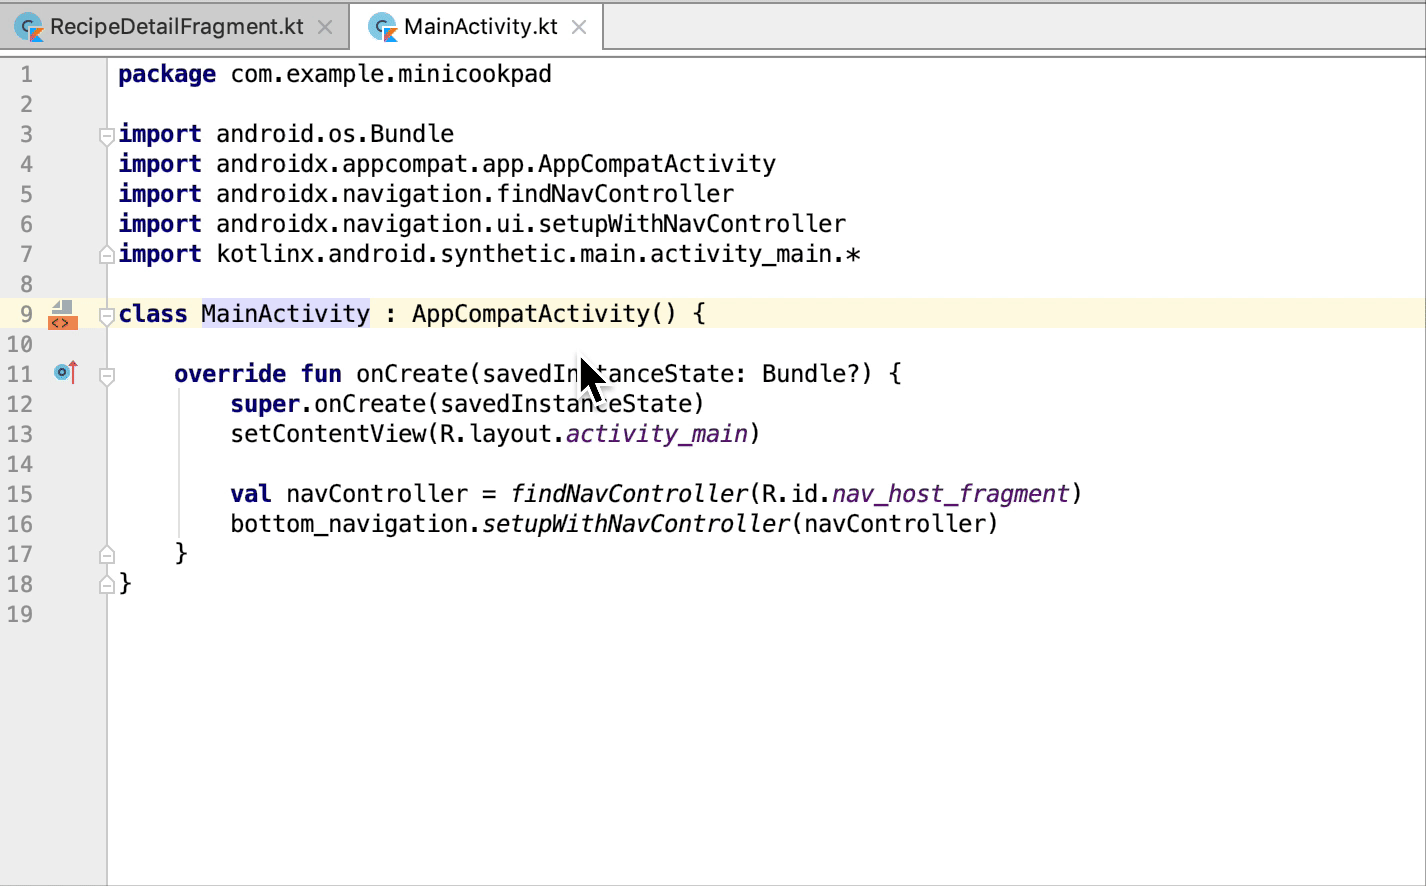 RecipeDetailFragment.kt
MainActivity.kt
1 package com.example.minicookpad
2
3 import android.os.Bundle
4 import androidx.appcompat.app.AppCompatActivity
5 import androidx.navigation.findNavController
6 import androidx.navigation.ui.setupWithNavController
7 import kotlinx.android.synthetic.main.activity_main.*
8
9 class MainActivity : AppCompatActivity() {
10
11 override fun onCreate(savedInstanceState: Bundle?) {
12 super.onCreate(savedInstanceState)
13 setContentView(R.layout.activity_main)
14
15 val navController = findNavController(R.id.nav_host_fragment)
16 bottom_navigation.setupWithNavController(navController)
17 }
18 }
19